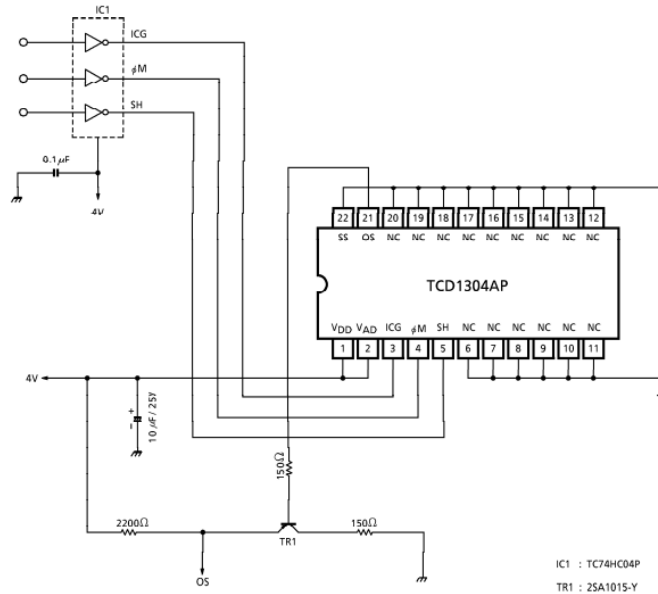 IC1
ICG
φM
SH
0.1μF
4V
22 21 20 19 18 17 16 15 14 13 12
SS OS NC NC NC NC NC NC NC NC NC
TCD1304AP
VDD VAD ICG φM SH NC NC NC NC NC NC
1 2 3 4 5 6 7 8 9 10 11
4V
+
−
10 μF / 25V
150Ω
2200Ω
150Ω
TR1
OS
IC1 : TC74HC04P
TR1 : 2SA1015-Y